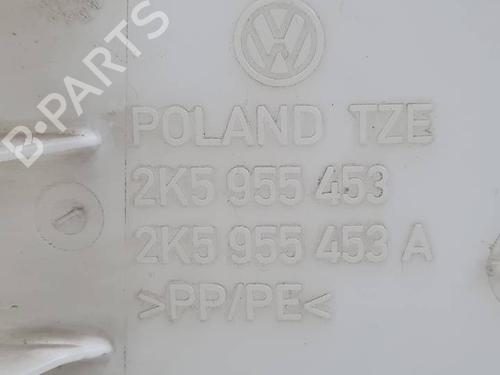 B-PARTS
POLAND TZE
2K5 955 453
2K5 955 453 A
>PP/PE<